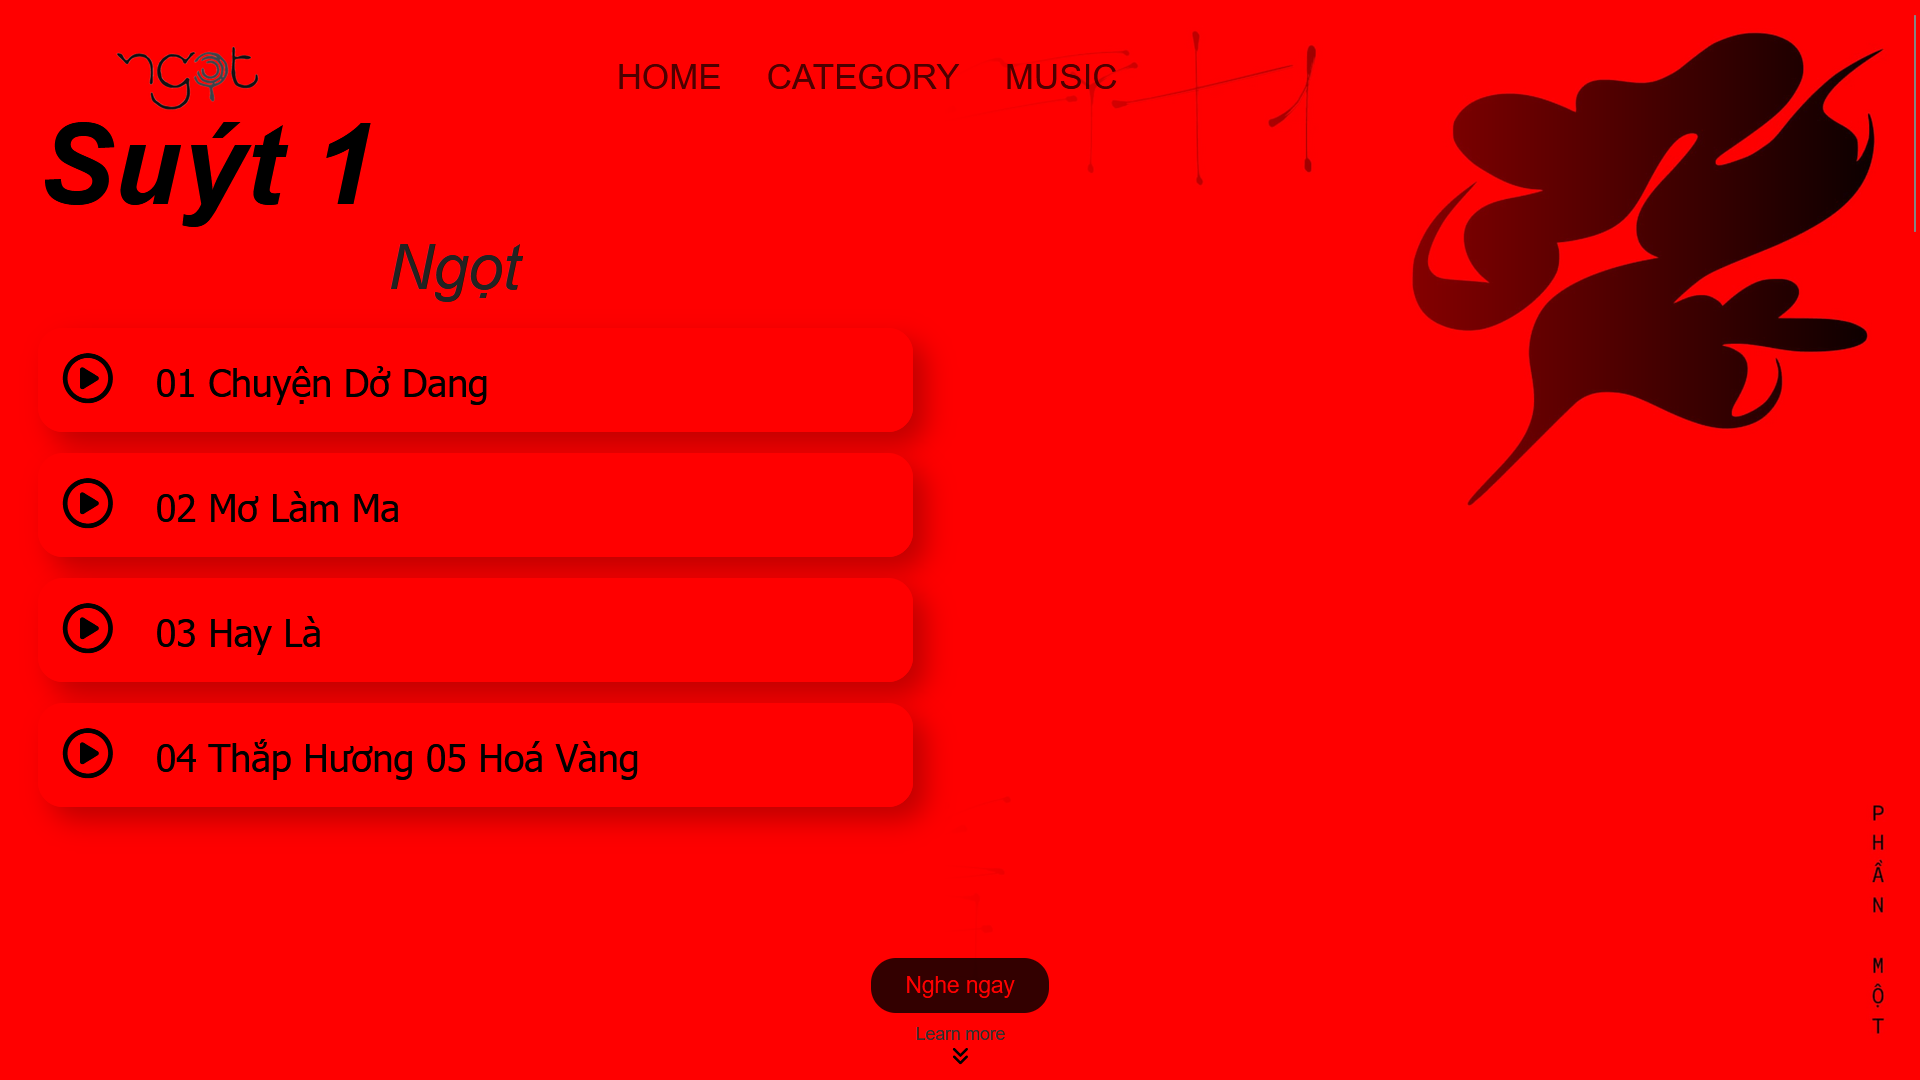 ngọt
HOME CATEGORY MUSIC
Suýt 1
Ngọt
01 Chuyện Dở Dang
02 Mơ Làm Ma
03 Hay Là
04 Thắp Hương 05 Hoá Vàng
PHẦN MỘT
Nghe ngay
Learn more